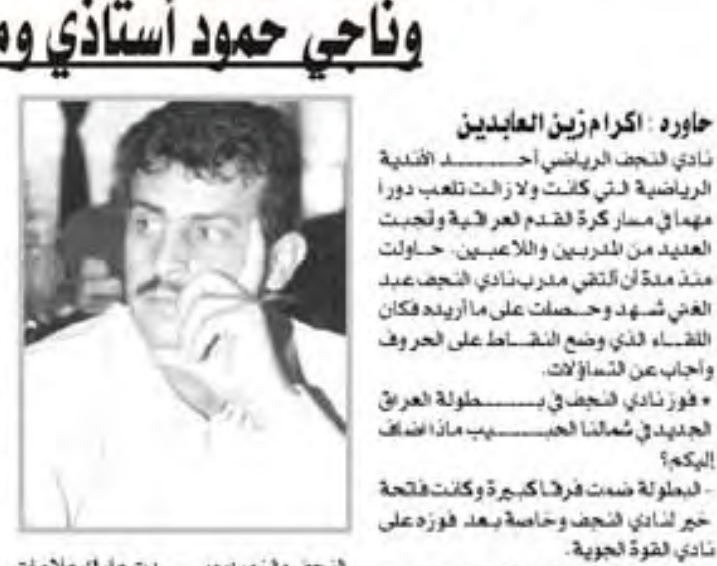 وناجي حمود أستاذي
حاوره : اكرام زين العابدين
نادي النجف الرياضي أحد الأندية
الرياضية التي كانت ولا زالت تلعب دورا
مهما في مسار كرة القدم العراقية وأنجبت
العديد من المدربين واللاعبين. حاولت
منذ مدة أن ألتقي مدرب نادي النجف عبد
الغني شهد وحصلت على ما أريده فكان
اللقاء الذي وضع النقاط على الحروف
وأجاب عن التساؤلات.
• فوز نادي النجف في بطولة العراق
الجديد في شمالنا الحبيب ماذا اضاف
إليكم؟
- البطولة ضمت فرقا كبيرة وكانت فاتحة
خير لنادي النجف وخاصة بعد فوزه على
نادي القوة الجوية.